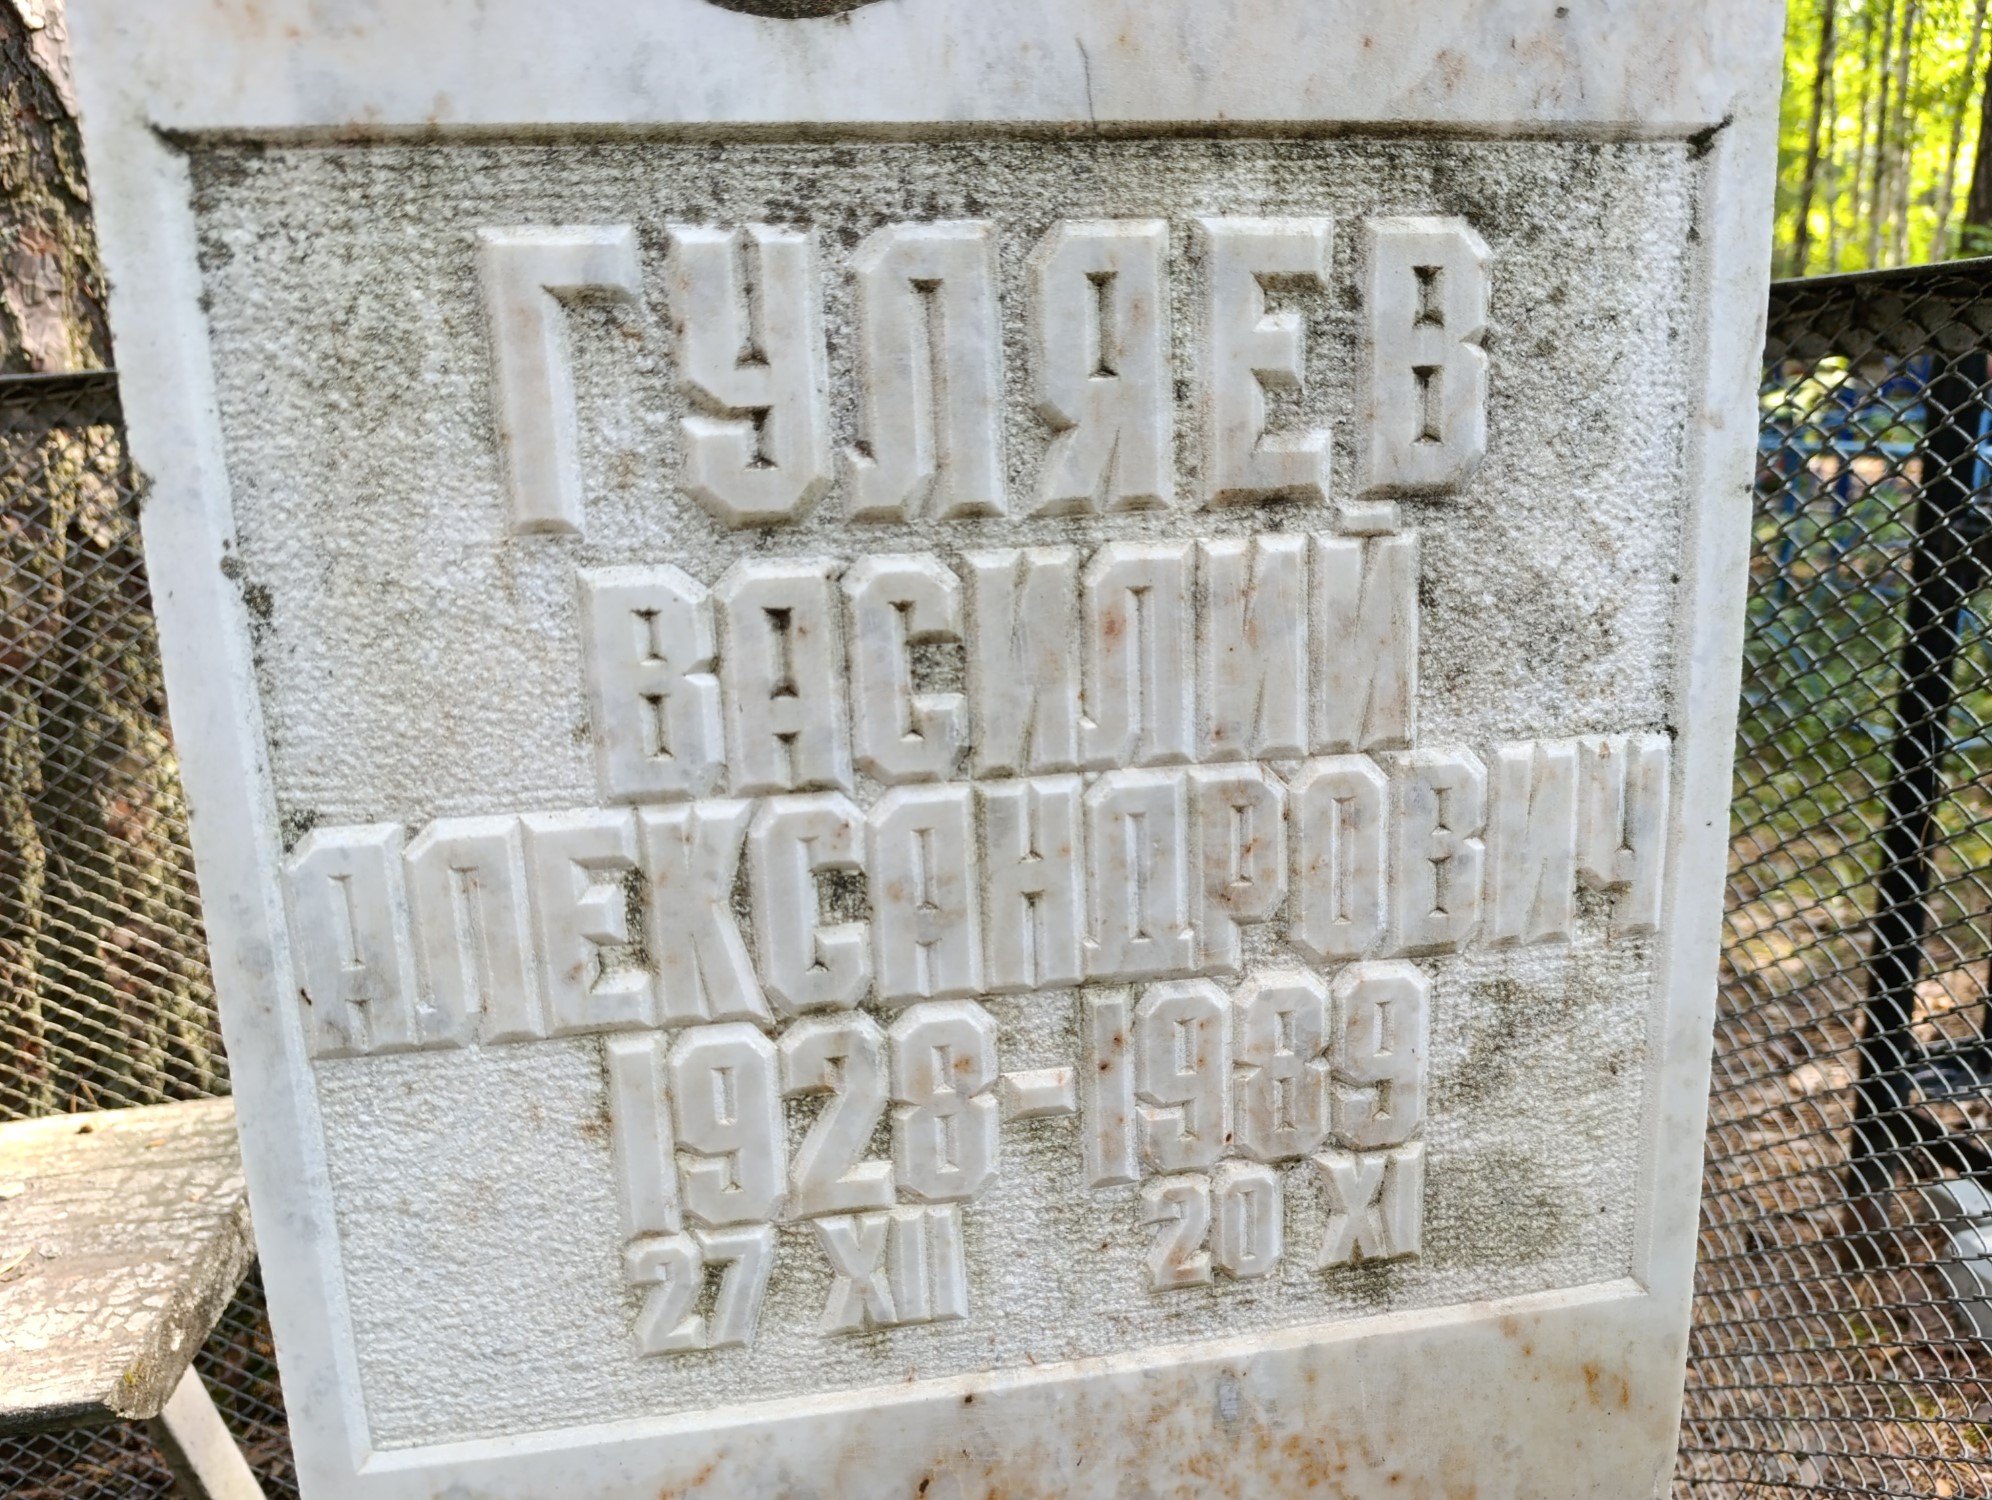 ГУЛЯЕВ
ВАСИЛИЙ
АЛЕКСАНДРОВИЧ
1928-1989
27 XII 20 XI